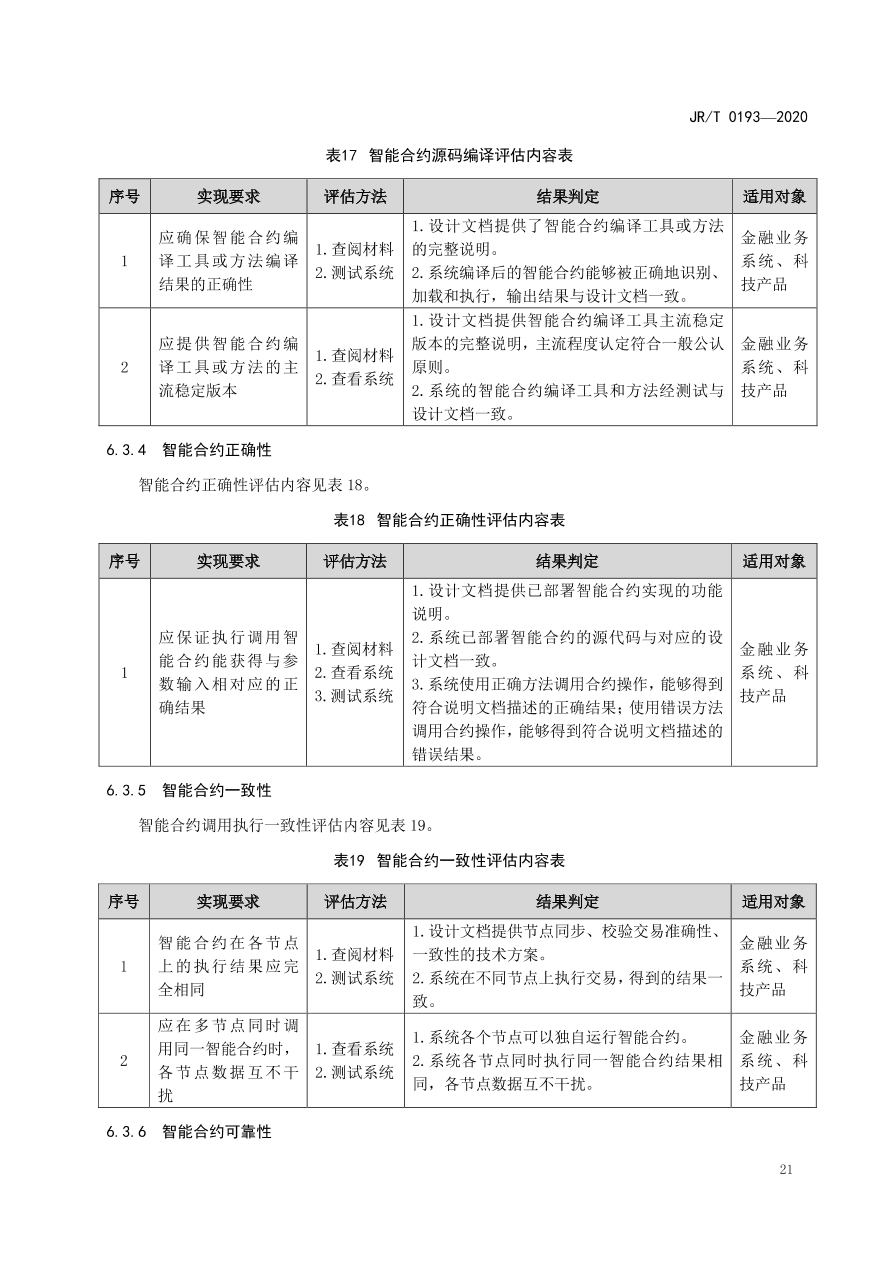 JR/T 0193—2020
表17 智能合约源码编译评估内容表
序号 实现要求 评估方法 结果判定 适用对象
1
应确保智能合约编
译工具或方法编译
结果的正确性
1.查阅材料
2.测试系统
1.设计文档提供了智能合约编译工具或方法
的完整说明。
2.系统编译后的智能合约能够被正确地识别、
加载和执行，输出结果与设计文档一致。
金融业务
系统、科
技产品
2
应提供智能合约编
译工具或方法的主
流稳定版本
1.查阅材料
2.查看系统
1.设计文档提供智能合约编译工具主流稳定
版本的完整说明，主流程度认定符合一般公认
原则。
2.系统的智能合约编译工具和方法经测试与
设计文档一致。
金融业务
系统、科
技产品
6.3.4 智能合约正确性
智能合约正确性评估内容见表 18。
表18 智能合约正确性评估内容表
序号 实现要求 评估方法 结果判定 适用对象
1
应保证执行调用智
能合约能获得与参
数输入相对应的正
确结果
1.查阅材料
2.查看系统
3.测试系统
1.设计文档提供已部署智能合约实现的功能
说明。
2.系统已部署智能合约的源代码与对应的设
计文档一致。
3.系统使用正确方法调用合约操作，能够得到
符合说明文档描述的正确结果；使用错误方法
调用合约操作，能够得到符合说明文档描述的
错误结果。
金融业务
系统、科
技产品
6.3.5 智能合约一致性
智能合约调用执行一致性评估内容见表 19。
表19 智能合约一致性评估内容表
序号 实现要求 评估方法 结果判定 适用对象
1
智能合约在各节点
上的执行结果应完
全相同
1.查阅材料
2.测试系统
1.设计文档提供节点同步、校验交易准确性、
一致性的技术方案。
2.系统在不同节点上执行交易，得到的结果一
致。
金融业务
系统、科
技产品
2
应在多节点同时调
用同一智能合约时，
各节点数据互不干
扰
1.查看系统
2.测试系统
1.系统各个节点可以独自运行智能合约。
2.系统各节点同时执行同一智能合约结果相
同，各节点数据互不干扰。
金融业务
系统、科
技产品
6.3.6 智能合约可靠性
21